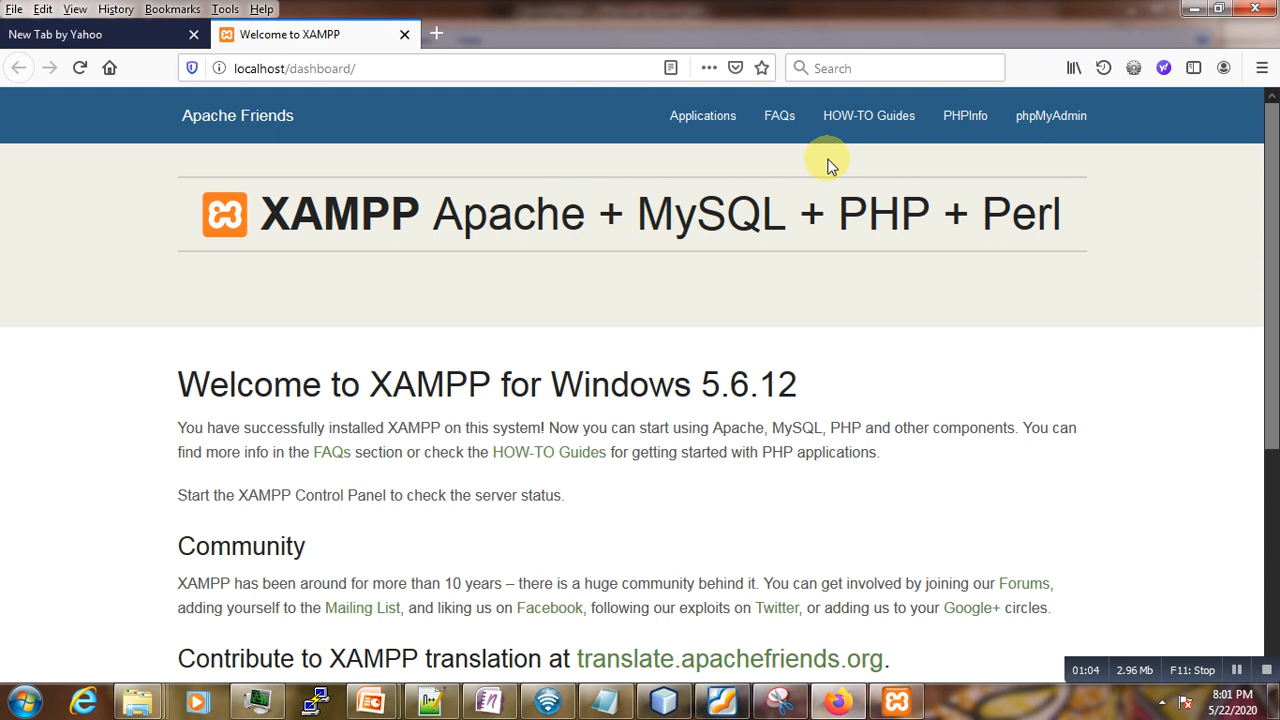 File Edit View History Bookmarks Tools Help
New Tab by Yahoo
Welcome to XAMPP
localhost/dashboard/
Search
Apache Friends
Applications FAQs HOW-TO Guides PHPInfo phpMyAdmin
XAMPP Apache + MySQL + PHP + Perl
Welcome to XAMPP for Windows 5.6.12
You have successfully installed XAMPP on this system! Now you can start using Apache, MySQL, PHP and other components. You can
find more info in the FAQs section or check the HOW-TO Guides for getting started with PHP applications.
Start the XAMPP Control Panel to check the server status.
Community
XAMPP has been around for more than 10 years – there is a huge community behind it. You can get involved by joining our Forums,
adding yourself to the Mailing List, and liking us on Facebook, following our exploits on Twitter, or adding us to your Google+ circles.
Contribute to XAMPP translation at translate.apachefriends.org.
01:04 2.96 Mb F11: Stop
8:01 PM
5/22/2020